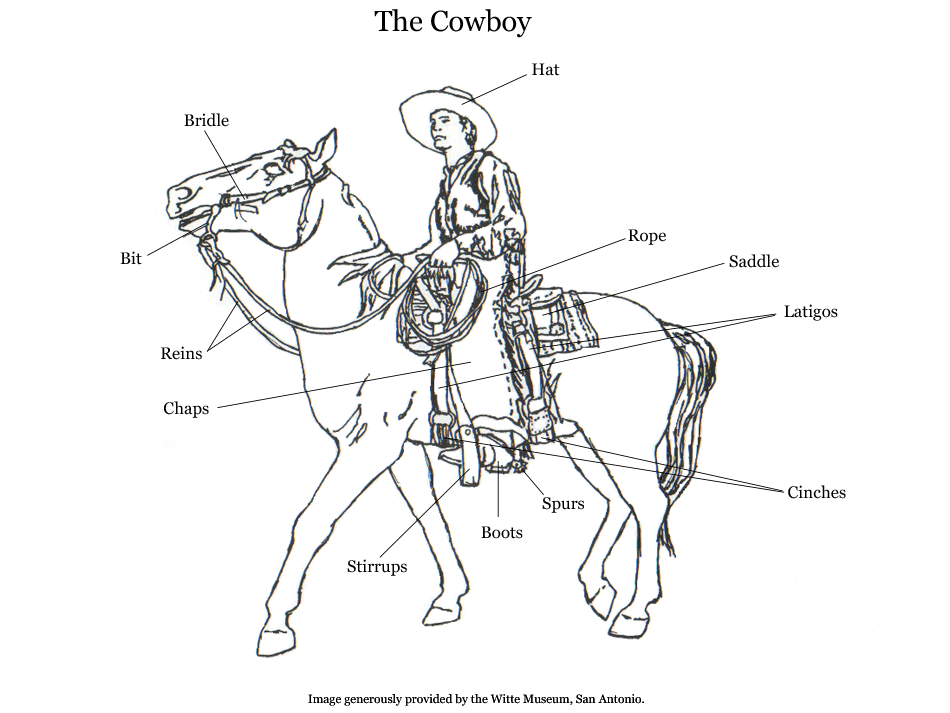 The Cowboy
Hat
Bridle
Rope
Bit
Saddle
Latigos
Reins
Chaps
Cinches
Spurs
Boots
Stirrups
Image generously provided by the Witte Museum, San Antonio.